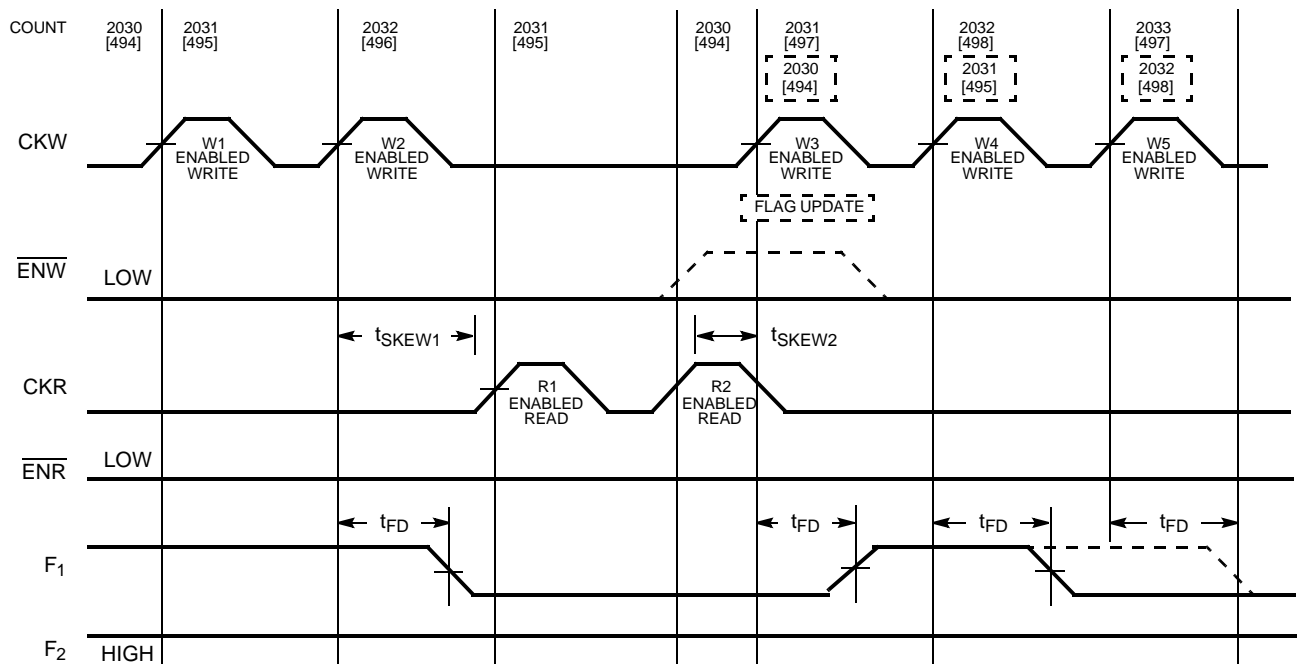 COUNT
2030
[494]
2031
[495]
2032
[496]
2031
[495]
2030
[494]
2031
[497]
2032
[498]
2033
[497]
2030
[494]
2031
[495]
2032
[498]
CKW
W1
ENABLED
WRITE
W2
ENABLED
WRITE
W3
ENABLED
WRITE
W4
ENABLED
WRITE
W5
ENABLED
WRITE
FLAG UPDATE
ENW
LOW
tSKEW1
tSKEW2
CKR
R1
ENABLED
READ
R2
ENABLED
READ
ENR
LOW
tFD
tFD
tFD
tFD
F1
F2
HIGH